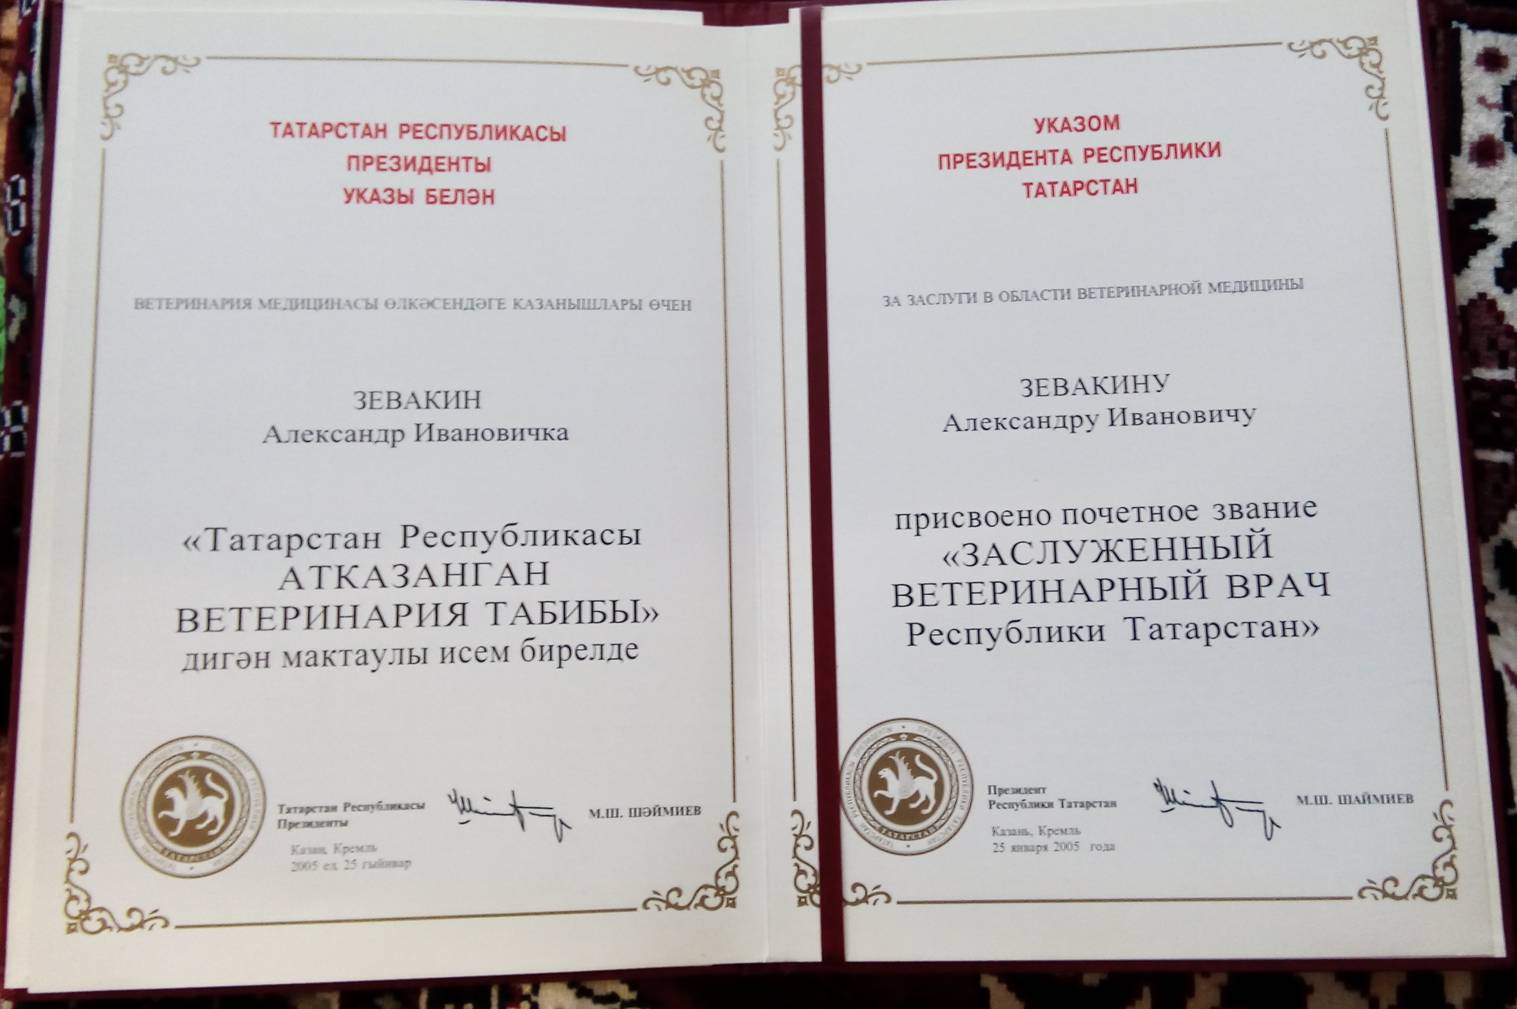 ТАТАРСТАН РЕСПУБЛИКАСЫ
ПРЕЗИДЕНТЫ
УКАЗЫ БЕЛӘН
ВЕТЕРИНАРИЯ МЕДИЦИНАСЫ ӨЛКӘСЕНДӘГЕ КАЗАНЫШЛАРЫ ӨЧЕН
ЗЕВАКИН
Александр Ивановичка
«Татарстан Республикасы
АТКАЗАНГАН
ВЕТЕРИНАРИЯ ТАБИБЫ»
дигән мактаулы исем бирелде
Татарстан Республикасы
Президенты
М.Ш. ШӘЙМИЕВ
Казан, Кремль
2005 ел, 25 гыйнвар
ТАТАРСТАН
УКАЗОМ
ПРЕЗИДЕНТА РЕСПУБЛИКИ
ТАТАРСТАН
ЗА ЗАСЛУГИ В ОБЛАСТИ ВЕТЕРИНАРНОЙ МЕДИЦИНЫ
ЗЕВАКИНУ
Александру Ивановичу
присвоено почетное звание
«ЗАСЛУЖЕННЫЙ
ВЕТЕРИНАРНЫЙ ВРАЧ
Республики Татарстан»
Президент
Республики Татарстан
М.Ш. ШАЙМИЕВ
Казань, Кремль
25 января 2005 года
ТАТАРСТАН